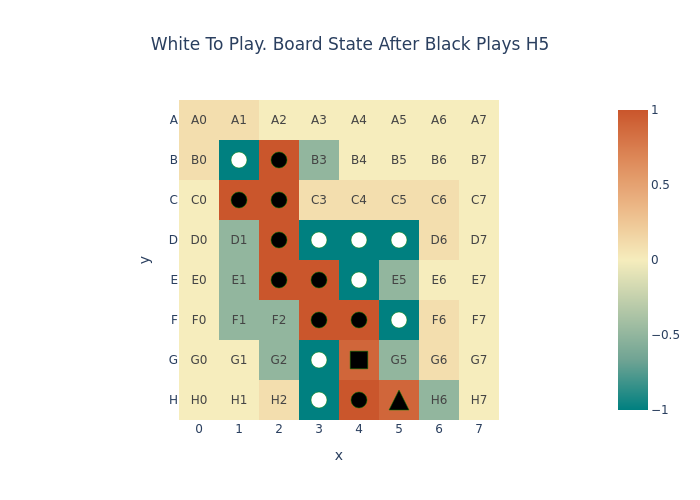 White To Play. Board State After Black Plays H5
A A0 A1 A2 A3 A4 A5 A6 A7
B B0 B3 B4 B5 B6 B7
C C0 C3 C4 C5 C6 C7
D D0 D1 D6 D7
E E0 E1 E5 E6 E7
F F0 F1 F2 F6 F7
G G0 G1 G2 G5 G6 G7
H H0 H1 H2 H6 H7
0 1 2 3 4 5 6 7
x
y
1
0.5
0
−0.5
−1